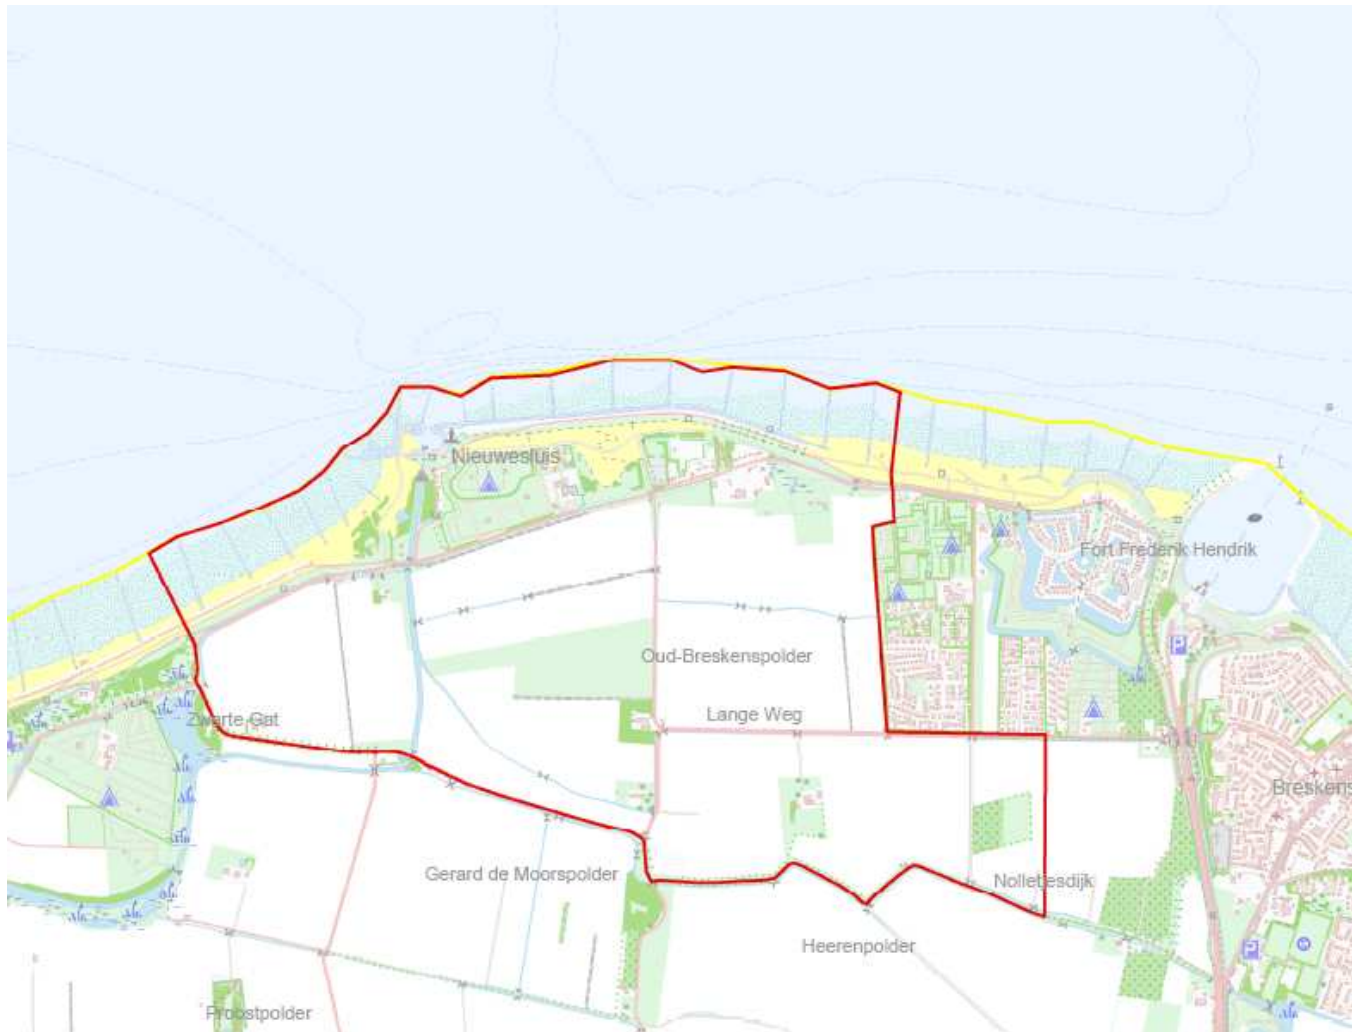 Nieuwesluis
Fort Frederik Hendrik
Oud-Breskenspolder
Lange Weg
Zwarte Gat
Breskens
Gerard de Moorspolder
Nolletjesdijk
Heerenpolder
Proostpolder